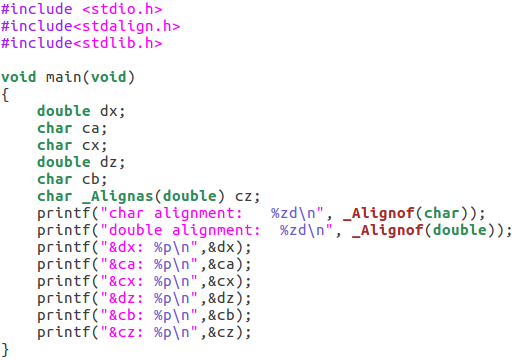 #include <stdio.h>
#include<stdalign.h>
#include<stdlib.h>

void main(void)
{
    double dx;
    char ca;
    char cx;
    double dz;
    char cb;
    char _Alignas(double) cz;
    printf("char alignment:   %zd\n", _Alignof(char));
    printf("double alignment:  %zd\n", _Alignof(double));
    printf("&dx: %p\n",&dx);
    printf("&ca: %p\n",&ca);
    printf("&cx: %p\n",&cx);
    printf("&dz: %p\n",&dz);
    printf("&cb: %p\n",&cb);
    printf("&cz: %p\n",&cz);
}